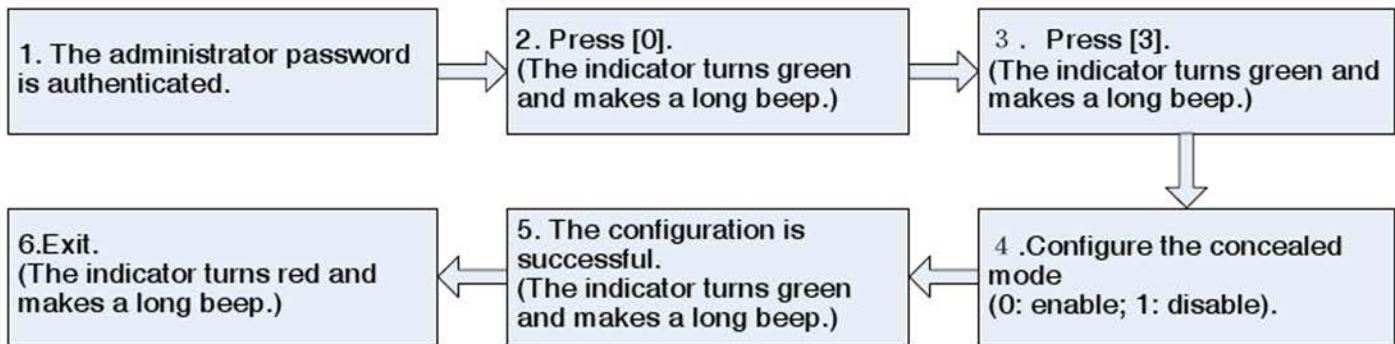 1. The administrator password
is authenticated.
2. Press [0].
(The indicator turns green
and makes a long beep.)
3 . Press [3].
(The indicator turns green and
makes a long beep.)
4 .Configure the concealed
mode
(0: enable; 1: disable).
5. The configuration is
successful.
(The indicator turns green
and makes a long beep.)
6.Exit.
(The indicator turns red and
makes a long beep.)